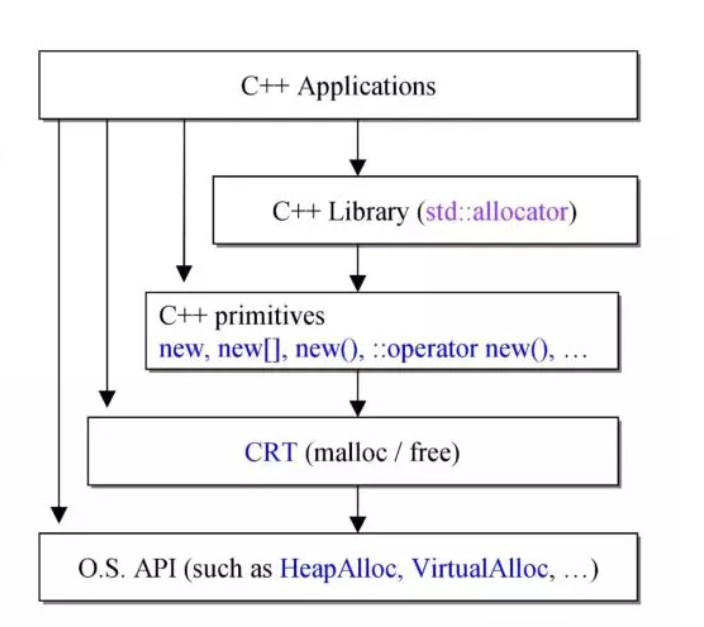 C++ Applications
C++ Library (std::allocator)
C++ primitives
new, new[], new(), ::operator new(), …
CRT (malloc / free)
O.S. API (such as HeapAlloc, VirtualAlloc, …)